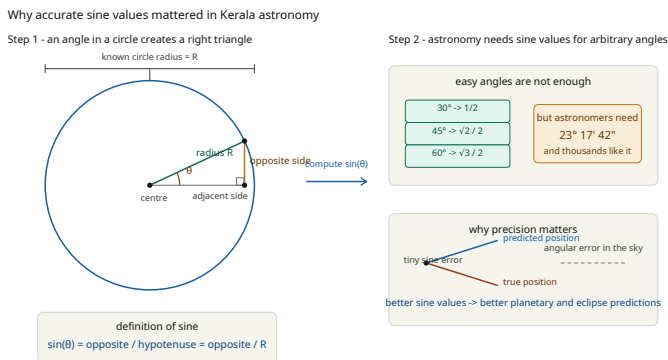 Why accurate sine values mattered in Kerala astronomy
Step 1 - an angle in a circle creates a right triangle
known circle radius = R
radius R
θ
opposite side
centre
adjacent side
compute sin(θ)
definition of sine
sin(θ) = opposite / hypotenuse = opposite / R
Step 2 - astronomy needs sine values for arbitrary angles
easy angles are not enough
30° -> 1/2
45° -> √2 / 2
60° -> √3 / 2
but astronomers need
23° 17' 42"
and thousands like it
why precision matters
predicted position
angular error in the sky
tiny sine error
true position
better sine values -> better planetary and eclipse predictions